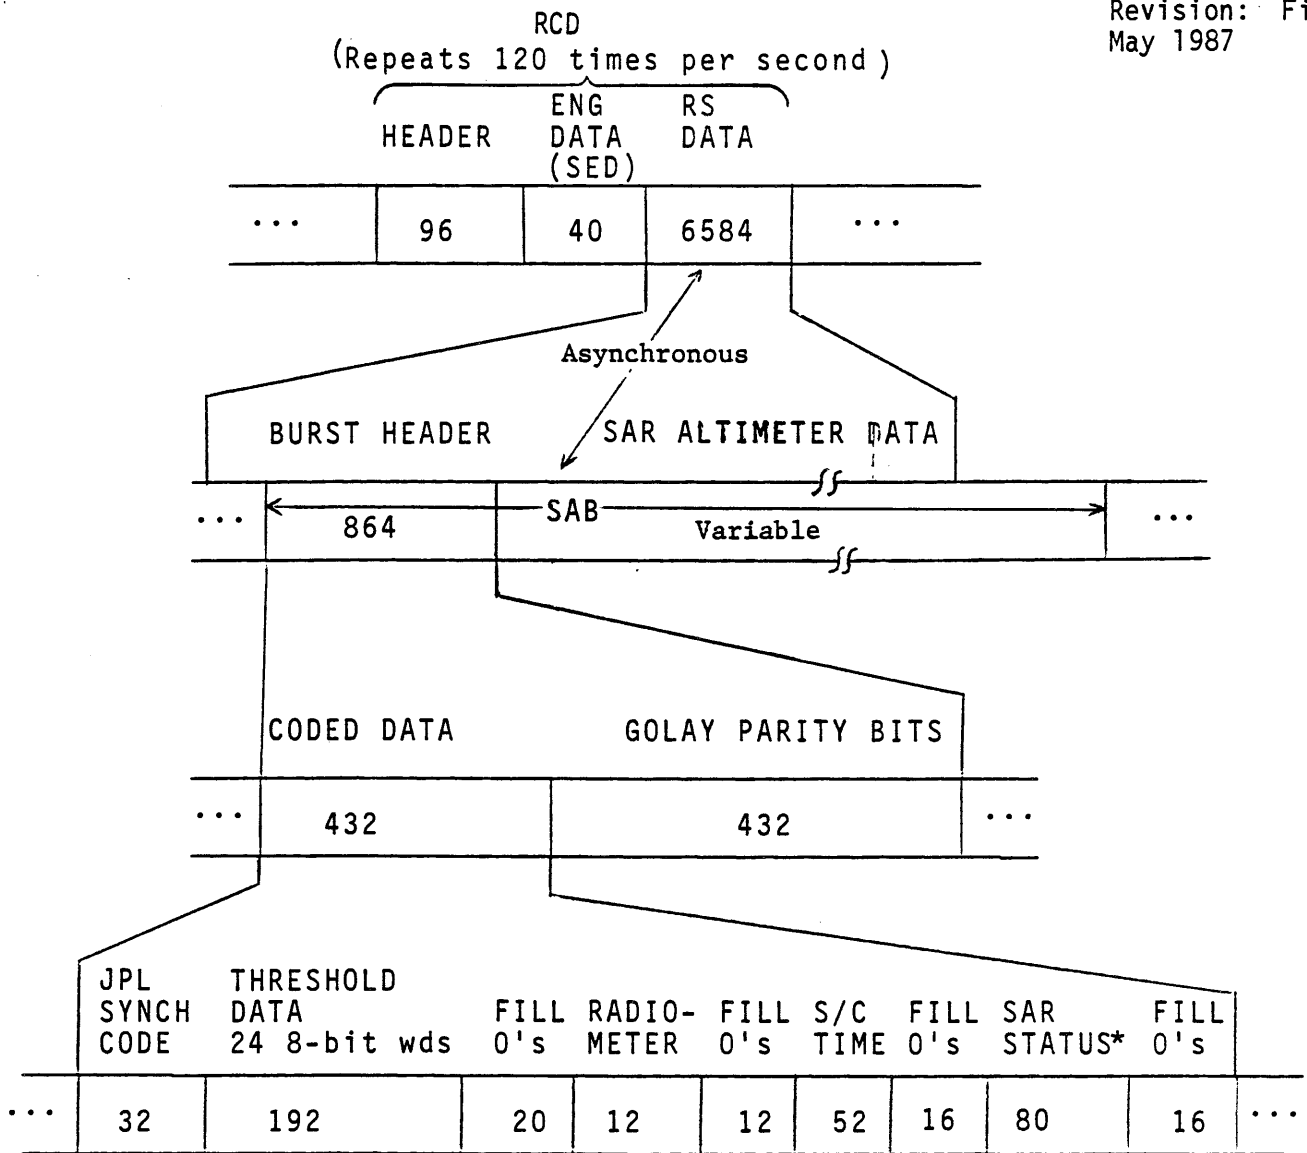 Revision: Fi
May 1987
RCD
(Repeats 120 times per second)
HEADER ENG DATA (SED) RS DATA
... 96 40 6584 ...
Asynchronous
BURST HEADER SAR ALTIMETER DATA
... 864 SAB Variable ...
CODED DATA GOLAY PARITY BITS
... 432 432 ...
JPL THRESHOLD
SYNCH DATA FILL RADIO- FILL S/C FILL SAR FILL
CODE 24 8-bit wds 0's METER 0's TIME 0's STATUS* 0's
... 32 192 20 12 12 52 16 80 16 ...